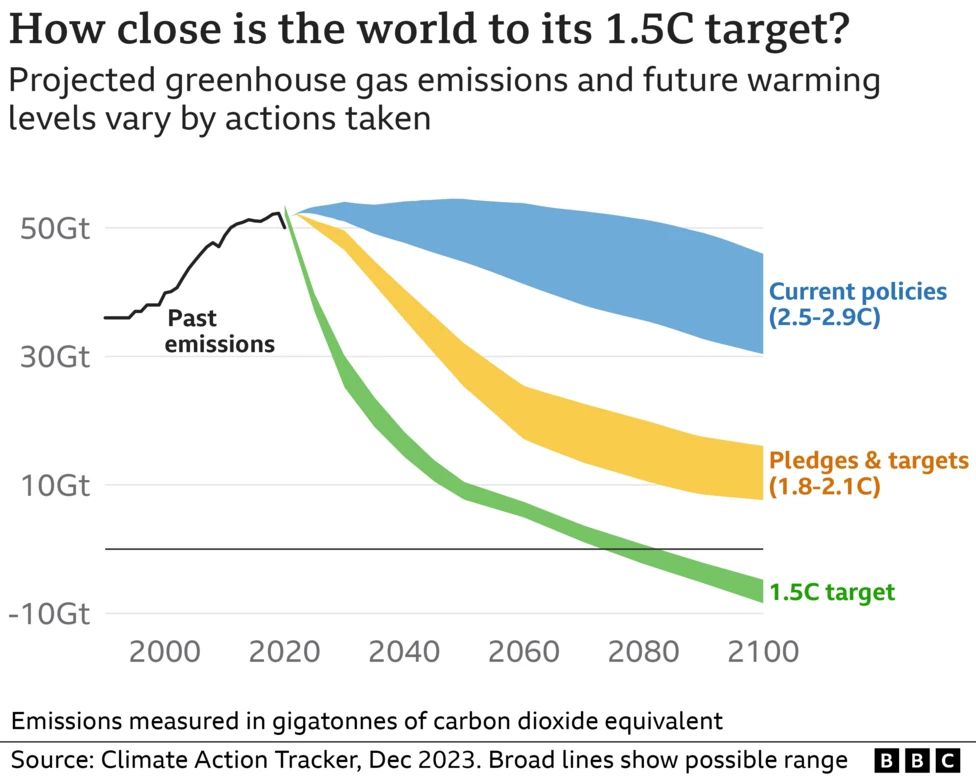 How close is the world to its 1.5C target?
Projected greenhouse gas emissions and future warming
levels vary by actions taken
50Gt
30Gt
10Gt
-10Gt
Past
emissions
Current policies
(2.5-2.9C)
Pledges & targets
(1.8-2.1C)
1.5C target
2000 2020 2040 2060 2080 2100
Emissions measured in gigatonnes of carbon dioxide equivalent
Source: Climate Action Tracker, Dec 2023. Broad lines show possible range
BBC